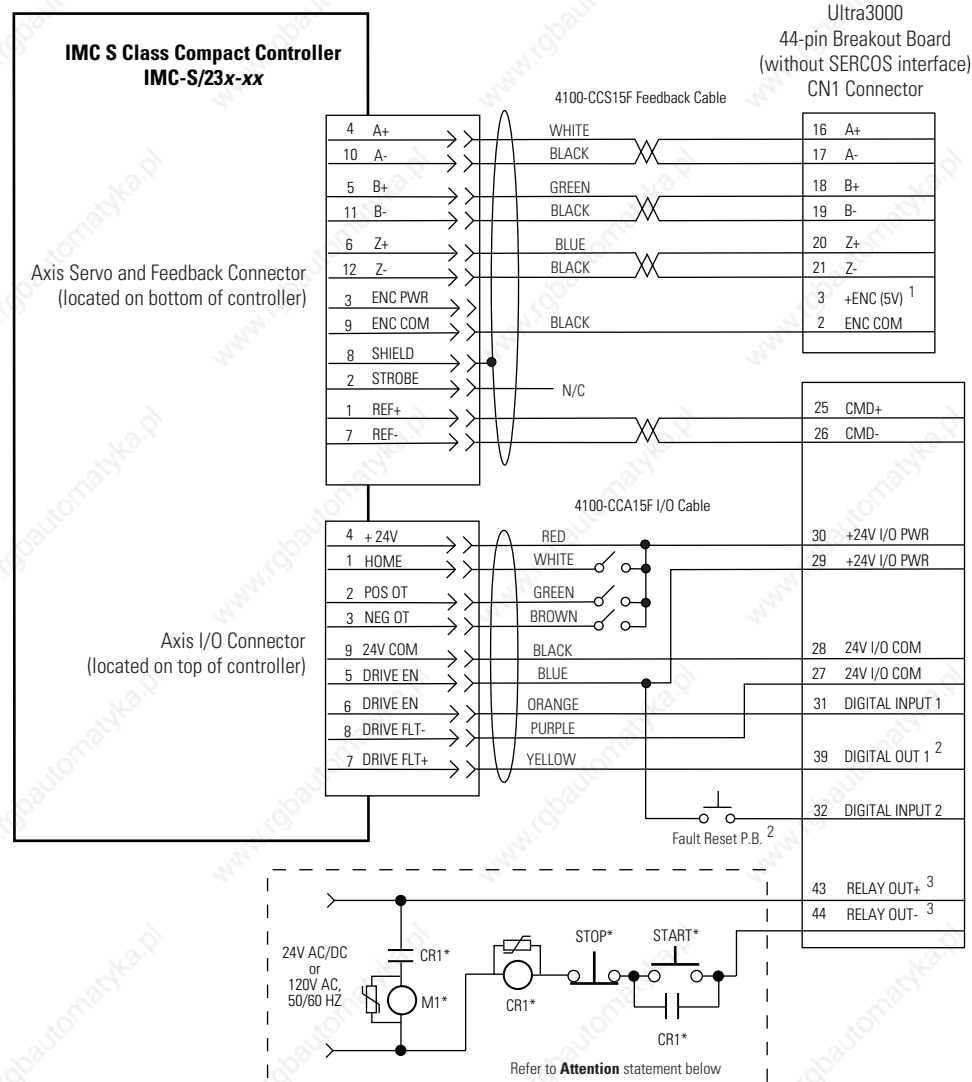 Ultra3000
44-pin Breakout Board
(without SERCOS interface)
CN1 Connector
IMC S Class Compact Controller
IMC-S/23x-xx
4100-CCS15F Feedback Cable
4 A+ WHITE 16 A+
10 A- BLACK 17 A-
5 B+ GREEN 18 B+
11 B- BLACK 19 B-
6 Z+ BLUE 20 Z+
12 Z- BLACK 21 Z-
3 ENC PWR 3 +ENC (5V) 1
9 ENC COM BLACK 2 ENC COM
8 SHIELD
2 STROBE N/C
1 REF+ 25 CMD+
7 REF- 26 CMD-
Axis Servo and Feedback Connector
(located on bottom of controller)
4100-CCA15F I/O Cable
4 +24V RED 30 +24V I/O PWR
1 HOME WHITE 29 +24V I/O PWR
2 POS OT GREEN
3 NEG OT BROWN
9 24V COM BLACK 28 24V I/O COM
5 DRIVE EN BLUE 27 24V I/O COM
6 DRIVE EN ORANGE 31 DIGITAL INPUT 1
8 DRIVE FLT- PURPLE
7 DRIVE FLT+ YELLOW 39 DIGITAL OUT 1 2
Axis I/O Connector
(located on top of controller)
32 DIGITAL INPUT 2
Fault Reset P.B. 2
43 RELAY OUT+ 3
44 RELAY OUT- 3
24V AC/DC
or
120V AC,
50/60 HZ
CR1*
M1*
CR1*
STOP*
START*
CR1*
Refer to Attention statement below
www.rgbautomatyka.pl